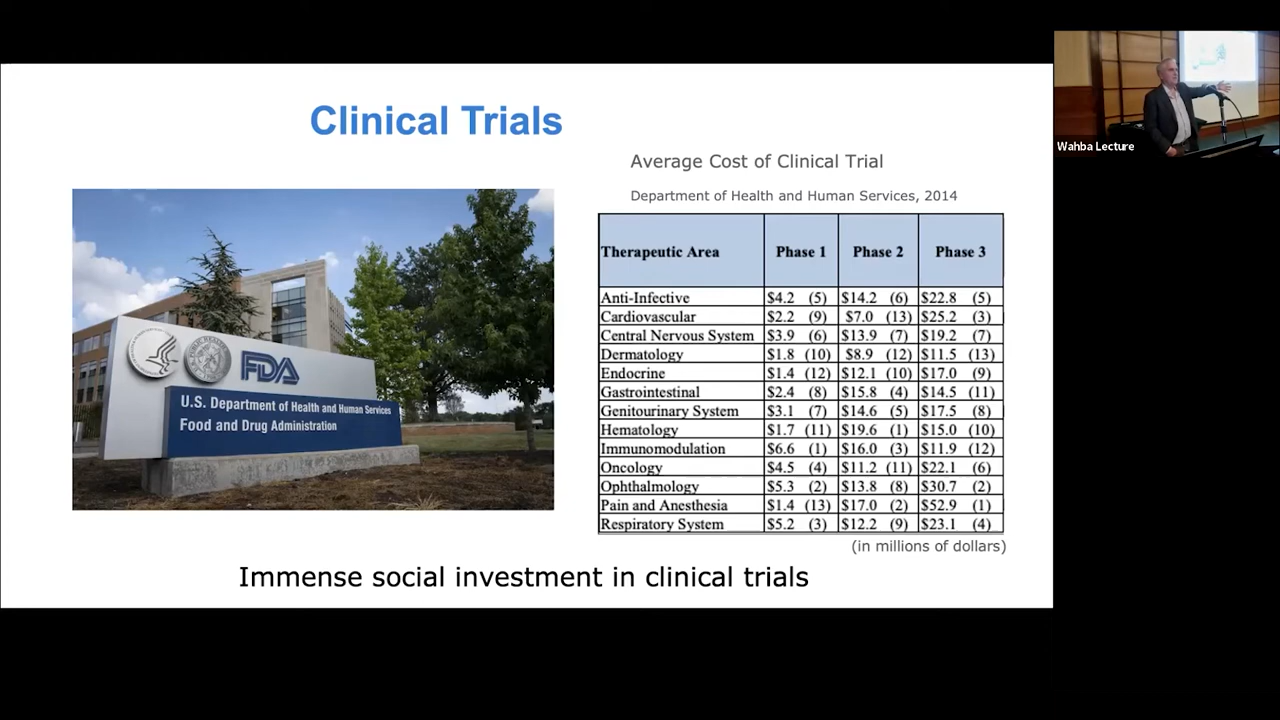 Clinical Trials
Wahba Lecture
FDA
U.S. Department of Health and Human Services
Food and Drug Administration
Average Cost of Clinical Trial
Department of Health and Human Services, 2014
Therapeutic Area Phase 1 Phase 2 Phase 3
Anti-Infective $4.2 (5) $14.2 (6) $22.8 (5)
Cardiovascular $2.2 (9) $7.0 (13) $25.2 (3)
Central Nervous System $3.9 (6) $13.9 (7) $19.2 (7)
Dermatology $1.8 (10) $8.9 (12) $11.5 (13)
Endocrine $1.4 (12) $12.1 (10) $17.0 (9)
Gastrointestinal $2.4 (8) $15.8 (4) $14.5 (11)
Genitourinary System $3.1 (7) $14.6 (5) $17.5 (8)
Hematology $1.7 (11) $19.6 (1) $15.0 (10)
Immunomodulation $6.6 (1) $16.0 (3) $11.9 (12)
Oncology $4.5 (4) $11.2 (11) $22.1 (6)
Ophthalmology $5.3 (2) $13.8 (8) $30.7 (2)
Pain and Anesthesia $1.4 (13) $17.0 (2) $52.9 (1)
Respiratory System $5.2 (3) $12.2 (9) $23.1 (4)
(in millions of dollars)
Immense social investment in clinical trials